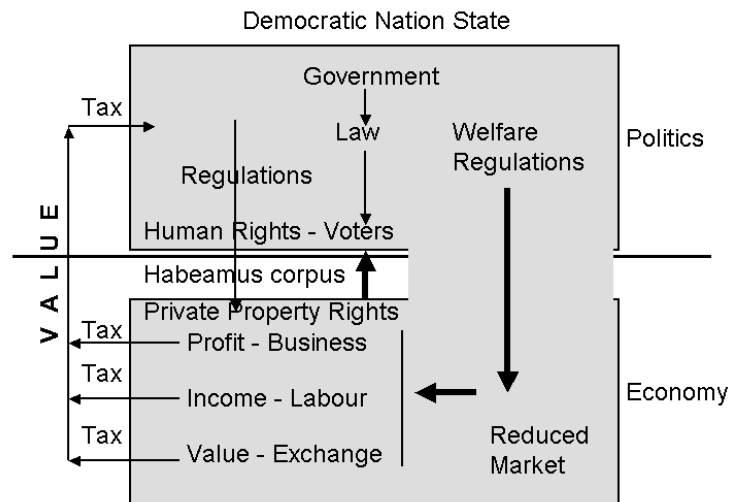 Democratic Nation State
Government
Tax
Law
Welfare
Regulations
Politics
Regulations
Human Rights - Voters
VALUE
Habeamus corpus
Private Property Rights
Tax
Profit - Business
Tax
Income - Labour
Economy
Tax
Value - Exchange
Reduced
Market